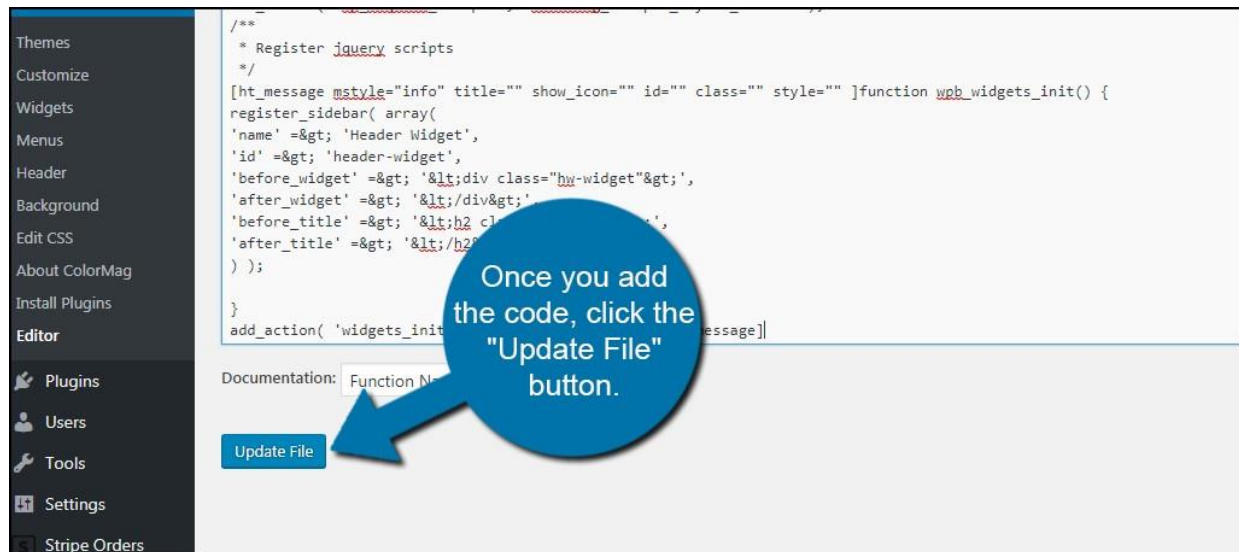 Themes
Customize
Widgets
Menus
Header
Background
Edit CSS
About ColorMag
Install Plugins
Editor
Plugins
Users
Tools
Settings
Stripe Orders
/**
* Register jquery scripts
*/
[ht_message mstyle="info" title="" show_icon="" id="" class="" style="" ]function wpb_widgets_init() {
register_sidebar( array(
'name' =&gt; 'Header Widget',
'id' =&gt; 'header-widget',
'before_widget' =&gt; '&lt;div class="hw-widget"&gt;',
'after_widget' =&gt; '&lt;/div&gt;',
'before_title' =&gt; '&lt;h2
'after_title' =&gt; '&lt;/h2
) );
}
add_action( 'widgets_init
Once you add
the code, click the
"Update File"
button.
Documentation:
Function
Update File